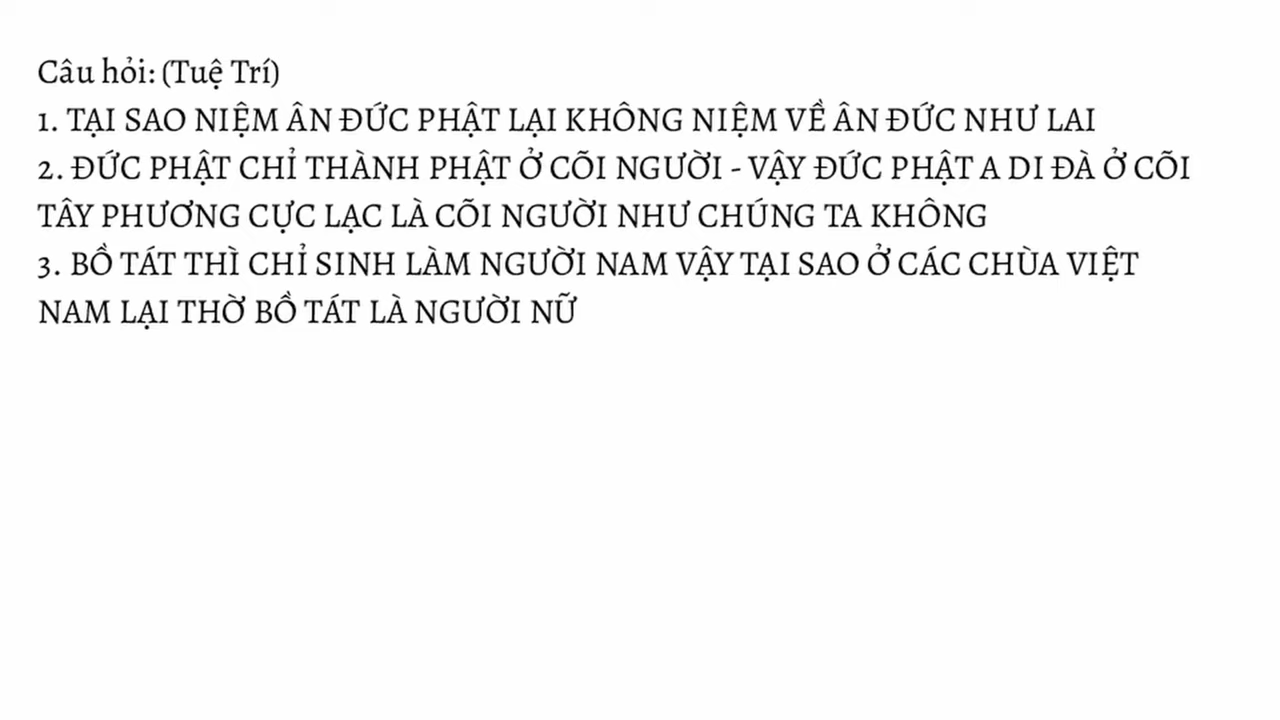 Câu hỏi: (Tuệ Trí)
1. TẠI SAO NIỆM ÂN ĐỨC PHẬT LẠI KHÔNG NIỆM VỀ ÂN ĐỨC NHƯ LAI
2. ĐỨC PHẬT CHỈ THÀNH PHẬT Ở CÕI NGƯỜI - VẬY ĐỨC PHẬT A DI ĐÀ Ở CÕI
TÂY PHƯƠNG CỰC LẠC LÀ CÕI NGƯỜI NHƯ CHÚNG TA KHÔNG
3. BỒ TÁT THÌ CHỈ SINH LÀM NGƯỜI NAM VẬY TẠI SAO Ở CÁC CHÙA VIỆT
NAM LẠI THỜ BỒ TÁT LÀ NGƯỜI NỮ